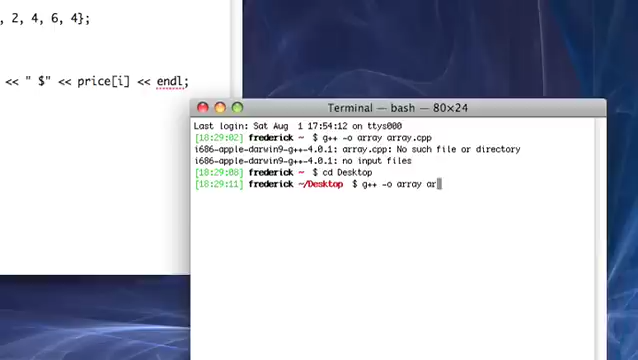 , 2, 4, 6, 4};
<< " $" << price[i] << endl;
Terminal — bash — 80×24
Last login: Sat Aug  1 17:54:12 on ttys000
[18:29:02] frederick ~ $ g++ -o array array.cpp
i686-apple-darwin9-g++-4.0.1: array.cpp: No such file or directory
i686-apple-darwin9-g++-4.0.1: no input files
[18:29:08] frederick ~ $ cd Desktop
[18:29:11] frederick ~/Desktop $ g++ -o array ar